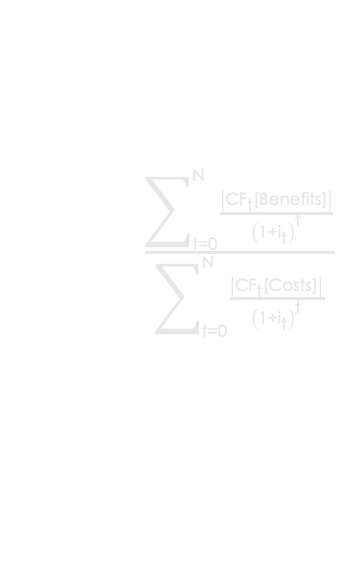 ∑ N t=0 |CFt[Benefits]| / (1+it)^t
∑ N t=0 |CFt[Costs]| / (1+it)^t